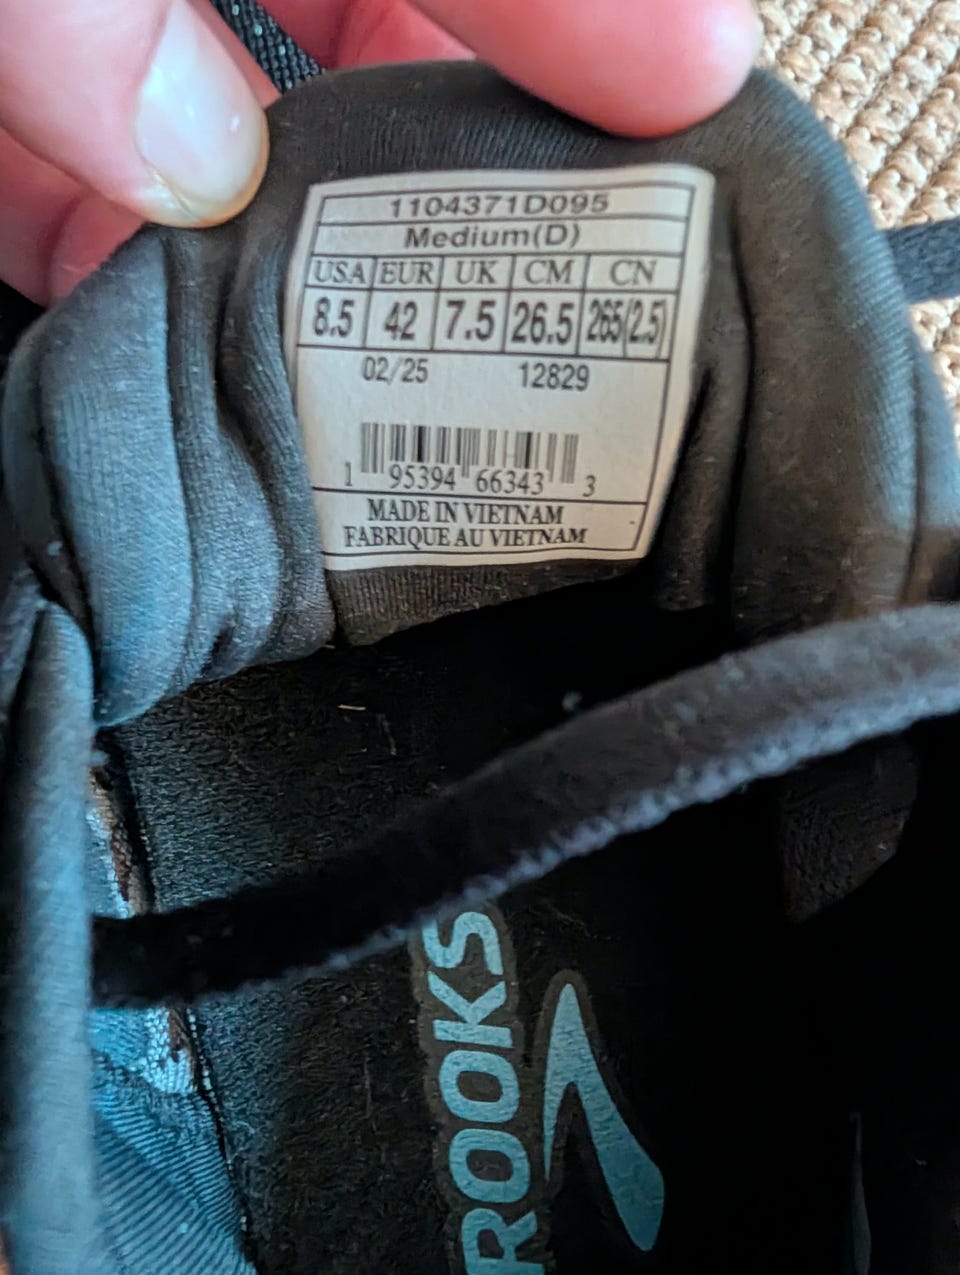 1104371D095
Medium(D)
USA EUR UK CM CN
8.5 42 7.5 26.5 265(2.5)
02/25 12829
1 95394 66343 3
MADE IN VIETNAM
FABRIQUE AU VIETNAM
ROOKS